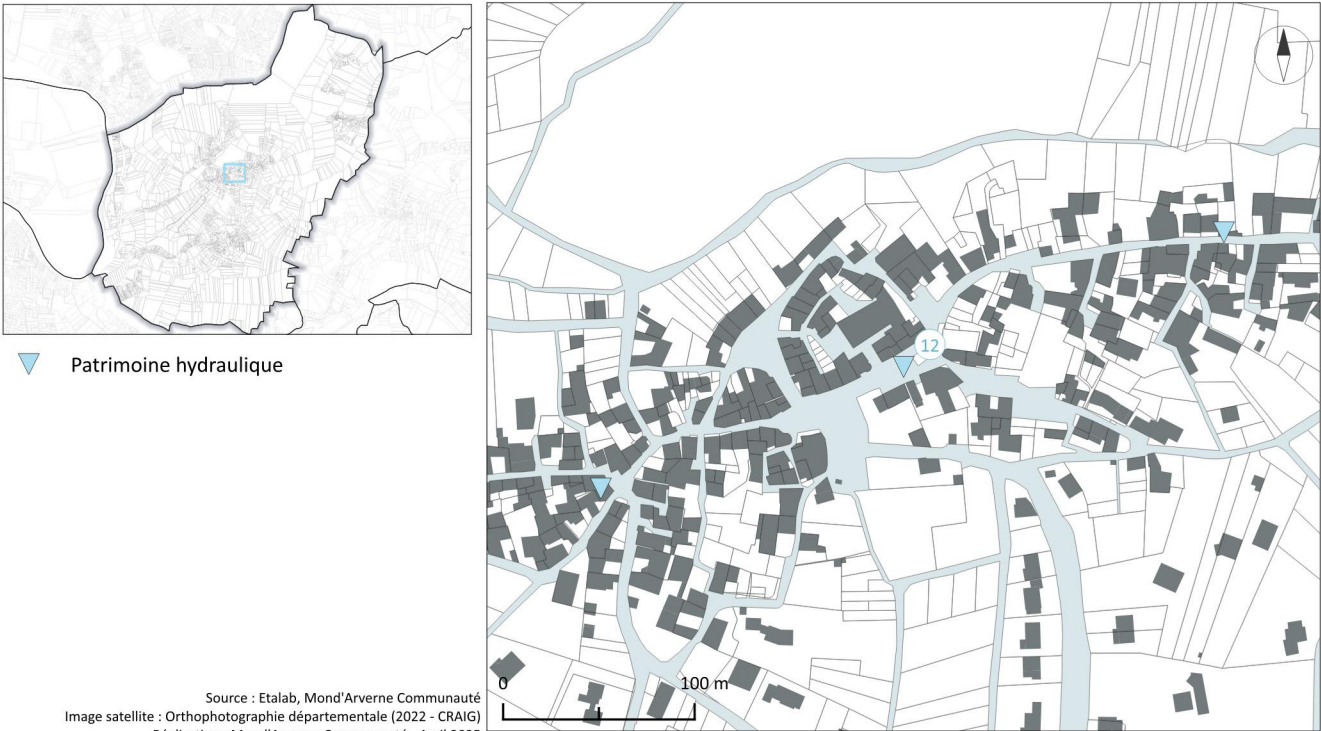 Patrimoine hydraulique
12
0 100 m
Source : Etalab, Mond'Arverne Communauté
Image satellite : Orthophotographie départementale (2022 - CRAIG)